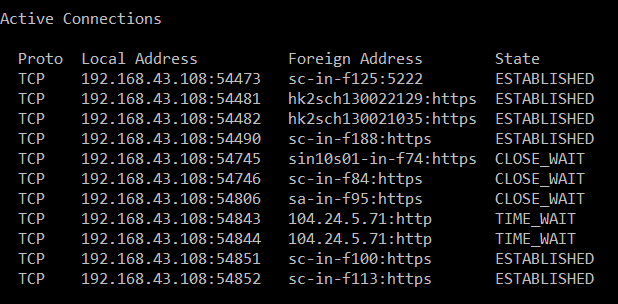 Active Connections
Proto Local Address Foreign Address State
TCP 192.168.43.108:54473 sc-in-f125:5222 ESTABLISHED
TCP 192.168.43.108:54481 hk2sch130022129:https ESTABLISHED
TCP 192.168.43.108:54482 hk2sch130021035:https ESTABLISHED
TCP 192.168.43.108:54490 sc-in-f188:https ESTABLISHED
TCP 192.168.43.108:54745 sin10s01-in-f74:https CLOSE_WAIT
TCP 192.168.43.108:54746 sc-in-f84:https CLOSE_WAIT
TCP 192.168.43.108:54806 sa-in-f95:https CLOSE_WAIT
TCP 192.168.43.108:54843 104.24.5.71:http TIME_WAIT
TCP 192.168.43.108:54844 104.24.5.71:http TIME_WAIT
TCP 192.168.43.108:54851 sc-in-f100:https ESTABLISHED
TCP 192.168.43.108:54852 sc-in-f113:https ESTABLISHED